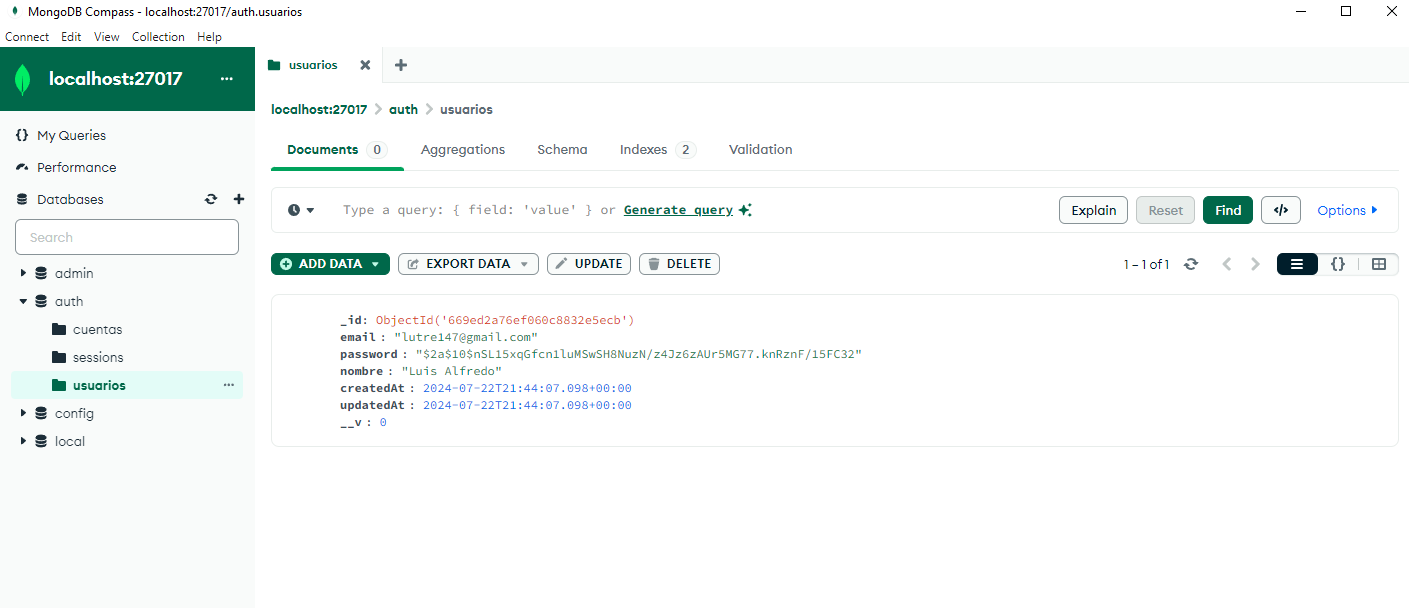 MongoDB Compass - localhost:27017/auth.usuarios
Connect Edit View Collection Help
localhost:27017 ...
My Queries
Performance
Databases
Search
admin
auth
cuentas
sessions
usuarios ...
config
local
usuarios
localhost:27017 > auth > usuarios
Documents 0 Aggregations Schema Indexes 2 Validation
Type a query: { field: 'value' } or Generate query
Explain Reset Find </> Options
ADD DATA EXPORT DATA UPDATE DELETE
1 – 1 of 1 {}
_id: ObjectId('669ed2a76ef060c8832e5ecb')
email : "lutre147@gmail.com"
password : "$2a$10$nSL15xqGfcn1luMSwSH8NuzN/z4Jz6zAUr5MG77.knRznF/15FC32"
nombre : "Luis Alfredo"
createdAt : 2024-07-22T21:44:07.098+00:00
updatedAt : 2024-07-22T21:44:07.098+00:00
__v : 0